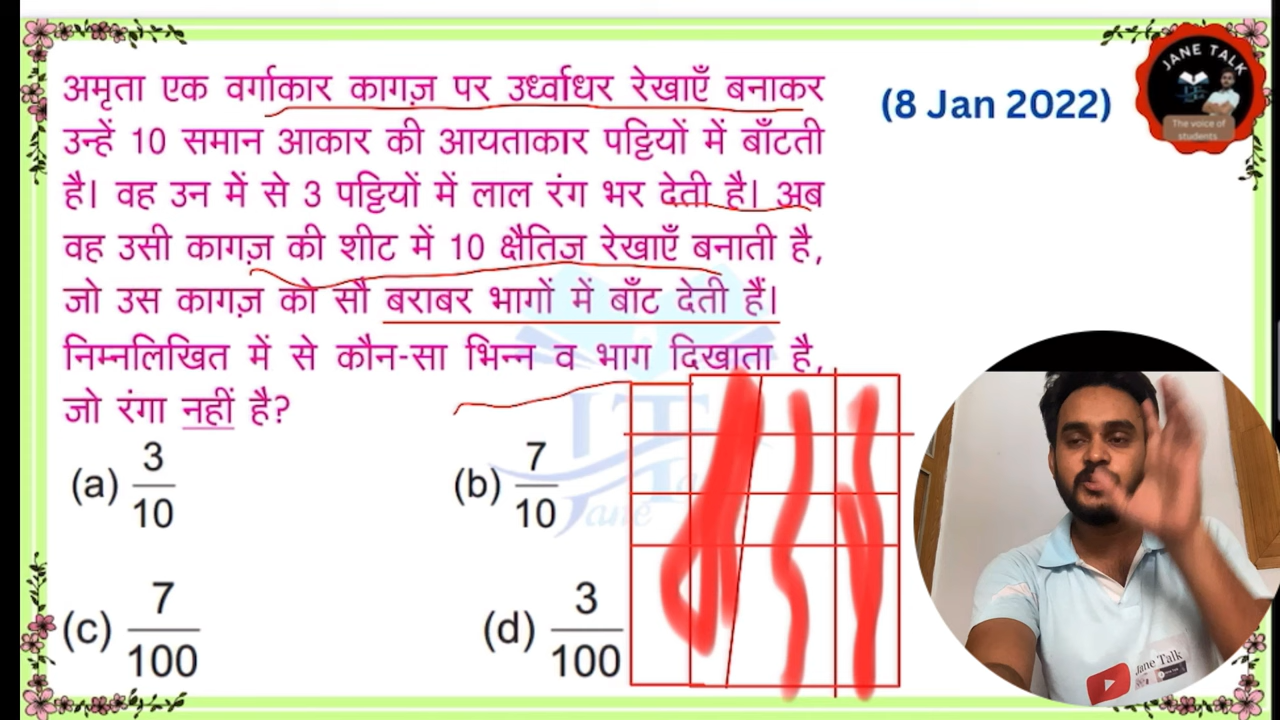 अमृता एक वर्गाकार कागज़ पर उर्ध्वाधर रेखाएँ बनाकर
उन्हें 10 समान आकार की आयताकार पट्टियों में बाँटती
है। वह उन में से 3 पट्टियों में लाल रंग भर देती है। अब
वह उसी कागज़ की शीट में 10 क्षैतिज रेखाएँ बनाती है,
जो उस कागज़ को सौ बराबर भागों में बाँट देती हैं।
निम्नलिखित में से कौन-सा भिन्न व भाग दिखाता है,
जो रंगा नहीं है?
(8 Jan 2022)
JANE TALK
The voice of
students
(a) 3/10
(b) 7/10
(c) 7/100
(d) 3/100
Jane Talk